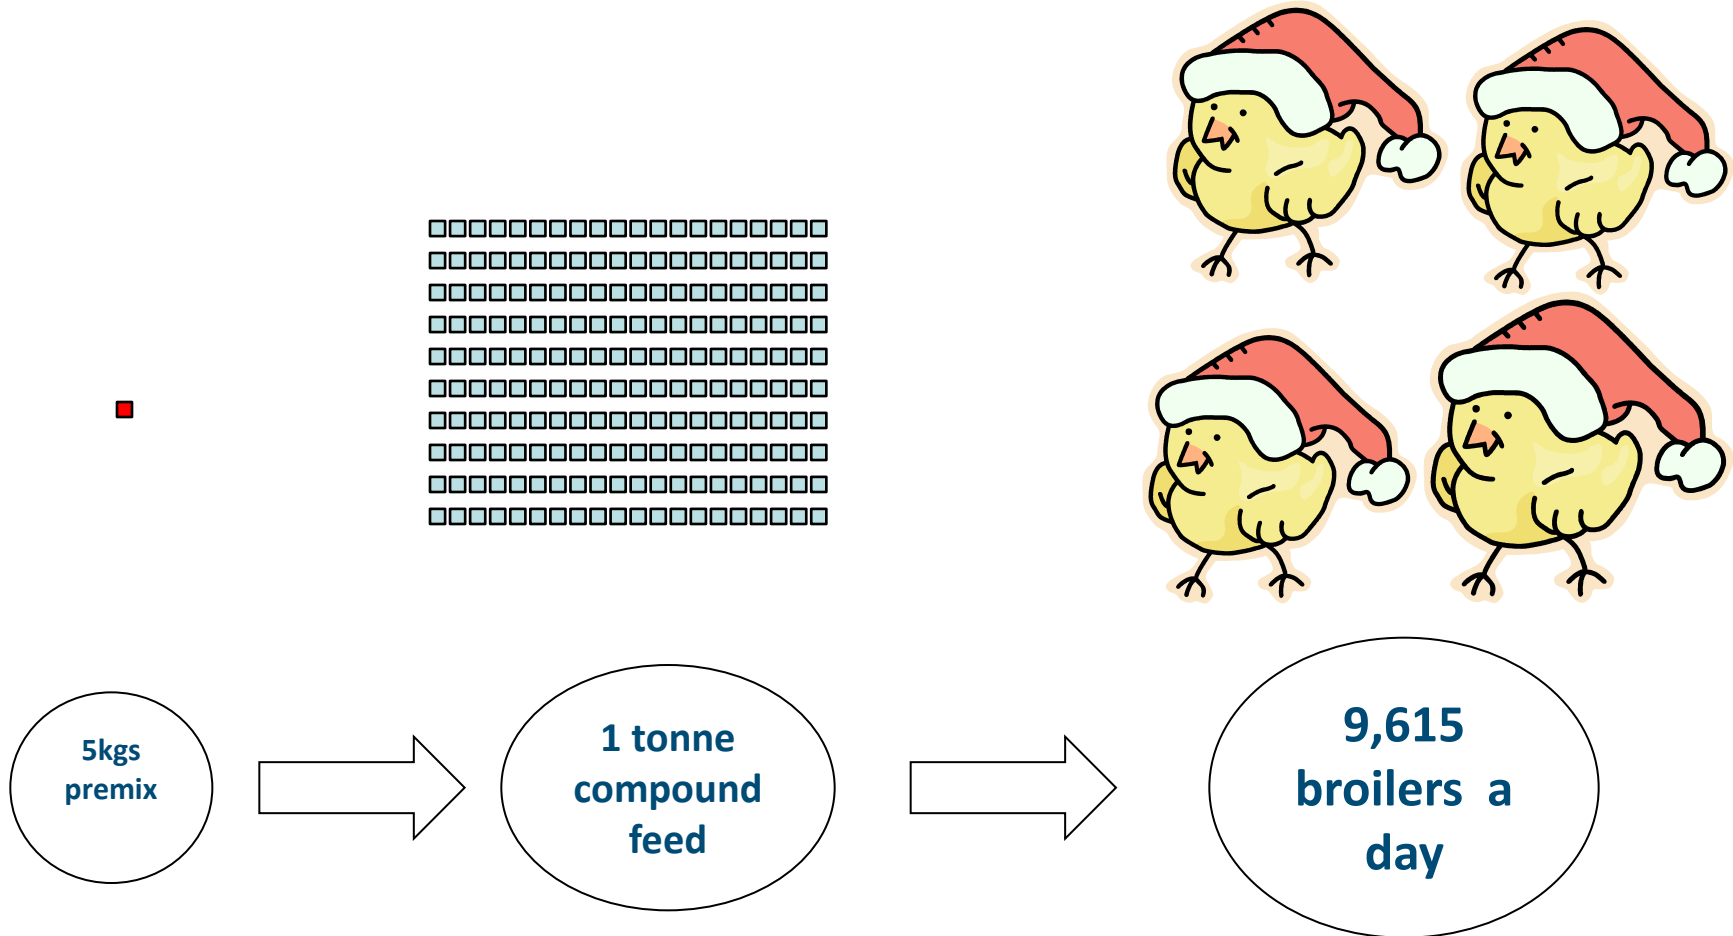 5kgs
premix
1 tonne
compound
feed
9,615
broilers a
day